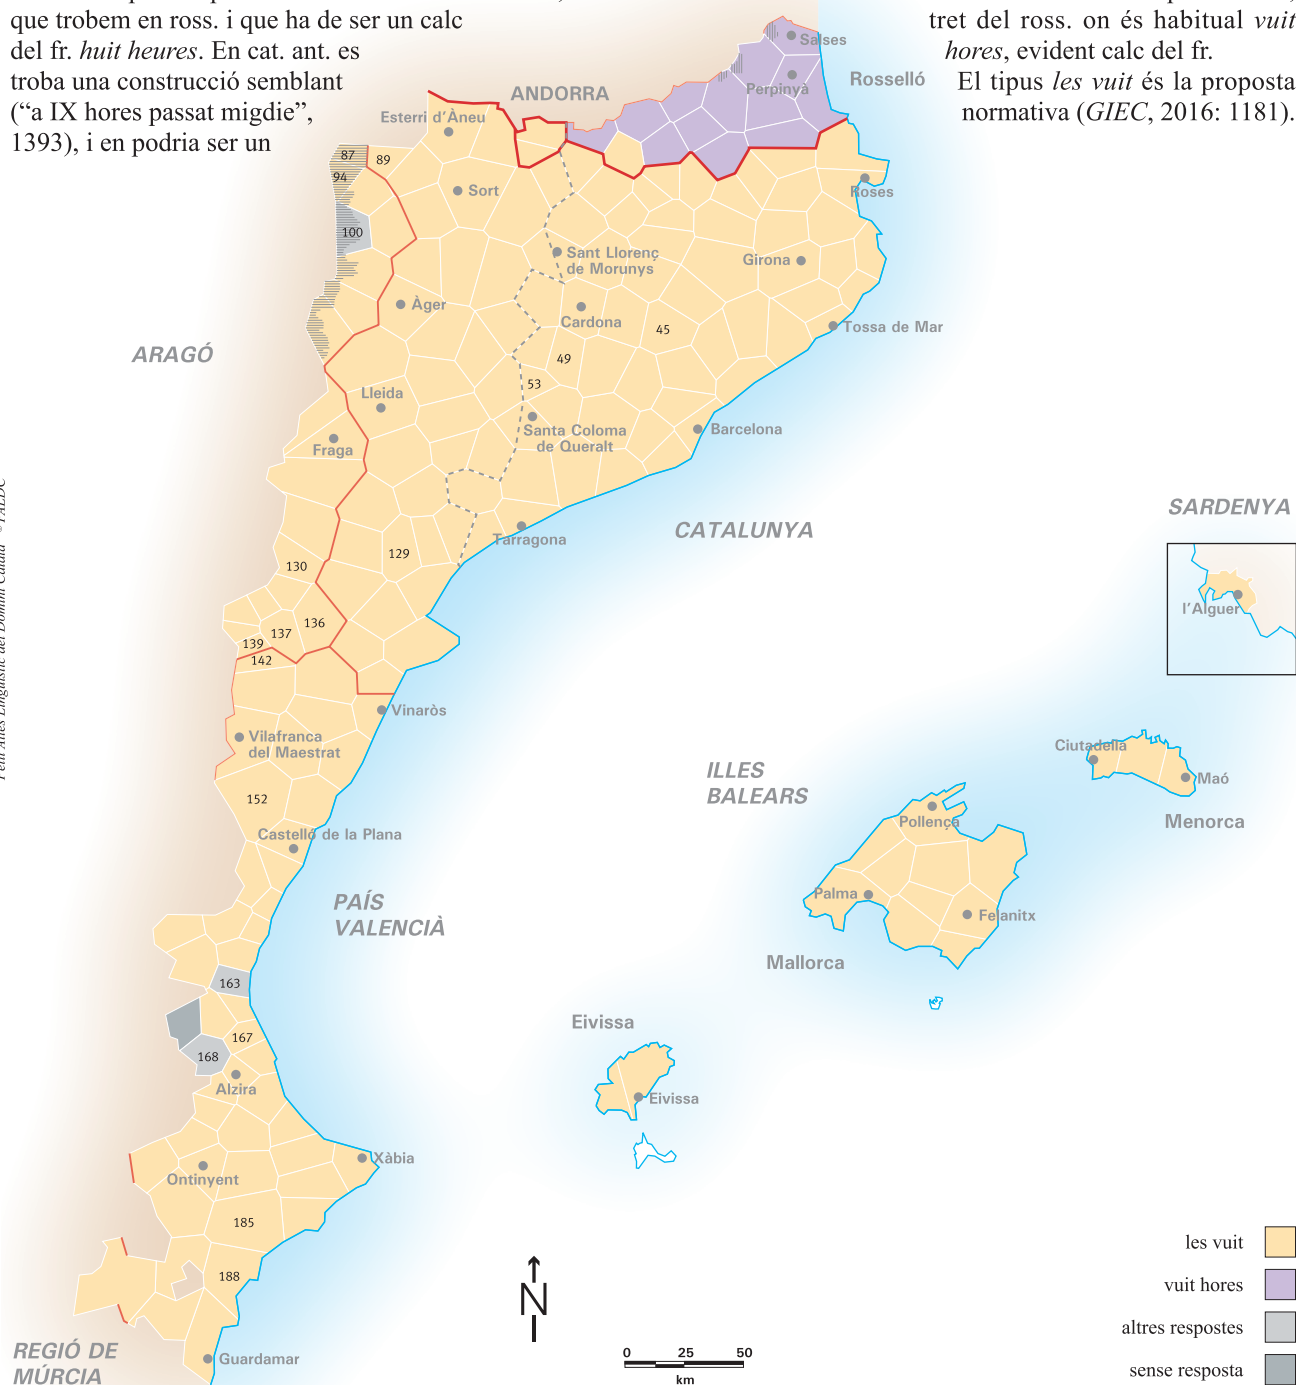 que trobem en ross. i que ha de ser un calc
del fr. huit heures. En cat. ant. es
troba una construcció semblant
(“a IX hores passat migdie”,
1393), i en podria ser un
tret del ross. on és habitual vuit
hores, evident calc del fr.
El tipus les vuit és la proposta
normativa (GIEC, 2016: 1181).
Salses
Rosselló
Perpinyà
ANDORRA
Esterri d’Àneu
87
89
94
Sort
Roses
100
Sant Llorenç
de Morunys
Girona
Àger
Cardona
45
Tossa de Mar
ARAGÓ
49
53
Lleida
Santa Coloma
de Queralt
Barcelona
Fraga
SARDENYA
CATALUNYA
Tarragona
129
130
l’Alguer
136
137
139
142
Vinaròs
Vilafranca
del Maestrat
Ciutadella
Maó
ILLES
BALEARS
152
Pollença
Menorca
Castelló de la Plana
Palma
Felanitx
PAÍS
VALENCIÀ
Mallorca
163
Eivissa
167
168
Alzira
Eivissa
Xàbia
Ontinyent
185
188
N
les vuit
vuit hores
altres respostes
sense resposta
REGIÓ DE
MÚRCIA
Guardamar
0 25 50
km